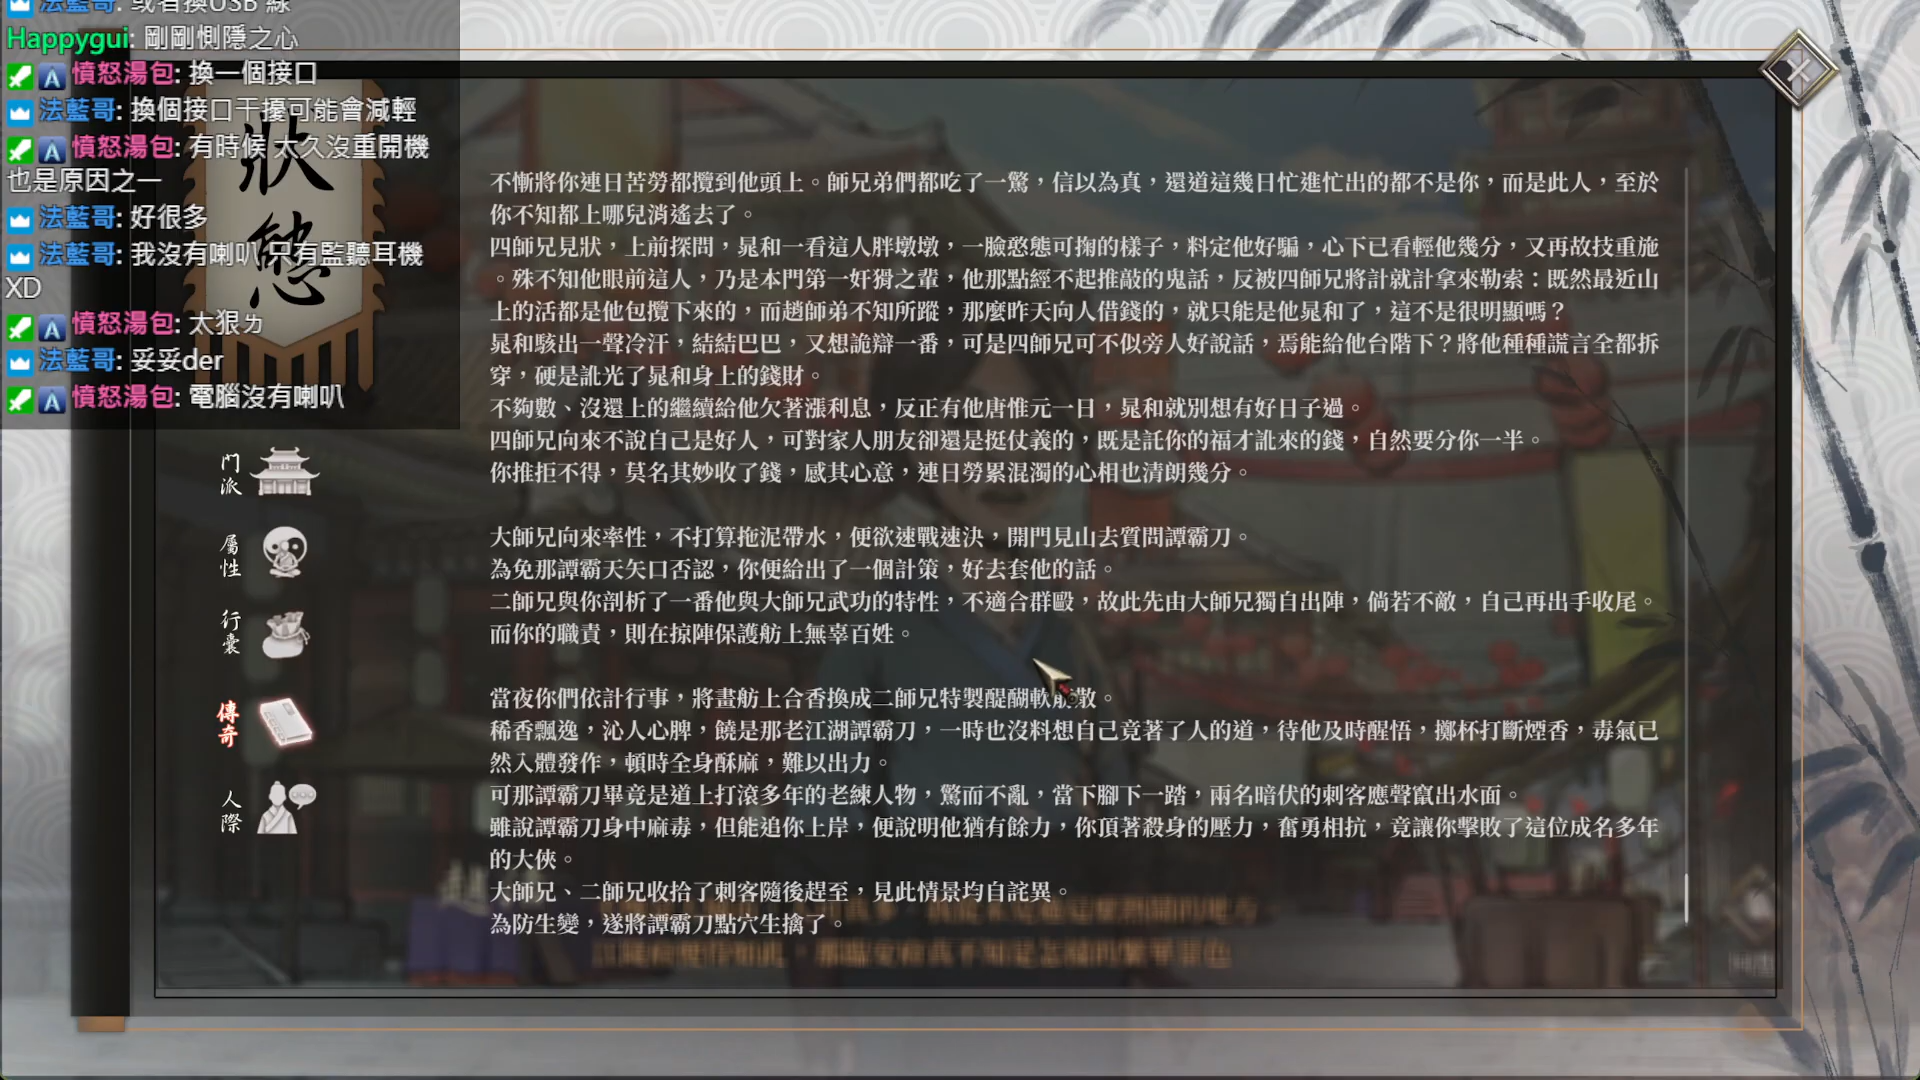 法藍哥: 或者換USB 線
Happygui: 剛剛惻隱之心
憤怒湯包: 換一個接口
法藍哥: 換個接口干擾可能會減輕
憤怒湯包: 有時候 太久沒重開機
也是原因之一
法藍哥: 好很多
法藍哥: 我沒有喇叭 只有監聽耳機
XD
憤怒湯包: 太狠ㄌ
法藍哥: 妥妥der
憤怒湯包: 電腦沒有喇叭
狀態
門派
屬性
行囊
傳奇
人際
不慚將你連日苦勞都攬到他頭上。師兄弟們都吃了一驚，信以為真，還道這幾日忙進忙出的都不是你，而是此人，至於
你不知都上哪兒消遙去了。
四師兄見狀，上前探問，晁和一看這人胖墩墩，一臉憨態可掬的樣子，料定他好騙，心下已看輕他幾分，又再故技重施
。殊不知他眼前這人，乃是本門第一奸猾之輩，他那點經不起推敲的鬼話，反被四師兄將計就計拿來勒索：既然最近山
上的活都是他包攬下來的，而趙師弟不知所蹤，那麼昨天向人借錢的，就只能是他晁和了，這不是很明顯嗎？
晁和駭出一聲冷汗，結結巴巴，又想詭辯一番，可是四師兄可不似旁人好說話，焉能給他台階下？將他種種謊言全都拆
穿，硬是訛光了晁和身上的錢財。
不夠數、沒還上的繼續給他欠著漲利息，反正有他唐惟元一日，晁和就別想有好日子過。
四師兄向來不說自己是好人，可對家人朋友卻還是挺仗義的，既是託你的福才訛來的錢，自然要分你一半。
你推拒不得，莫名其妙收了錢，感其心意，連日勞累混濁的心相也清朗幾分。
大師兄向來率性，不打算拖泥帶水，便欲速戰速決，開門見山去質問譚霸刀。
為免那譚霸天矢口否認，你便給出了一個計策，好去套他的話。
二師兄與你剖析了一番他與大師兄武功的特性，不適合群毆，故此先由大師兄獨自出陣，倘若不敵，自己再出手收尾。
而你的職責，則在掠陣保護舫上無辜百姓。
當夜你們依計行事，將畫舫上合香換成二師兄特製醍醐軟筋散。
稀香飄逸，沁人心脾，饒是那老江湖譚霸刀，一時也沒料想自己竟著了人的道，待他及時醒悟，擲杯打斷煙香，毒氣已
然入體發作，頓時全身酥麻，難以出力。
可那譚霸刀畢竟是道上打滾多年的老練人物，驚而不亂，當下腳下一踏，兩名暗伏的刺客應聲竄出水面。
雖說譚霸刀身中麻毒，但能追你上岸，便說明他猶有餘力，你頂著殺身的壓力，奮勇相抗，竟讓你擊敗了這位成名多年
的大俠。
大師兄、二師兄收拾了刺客隨後趕至，見此情景均自詫異。
為防生變，遂將譚霸刀點穴生擒了。